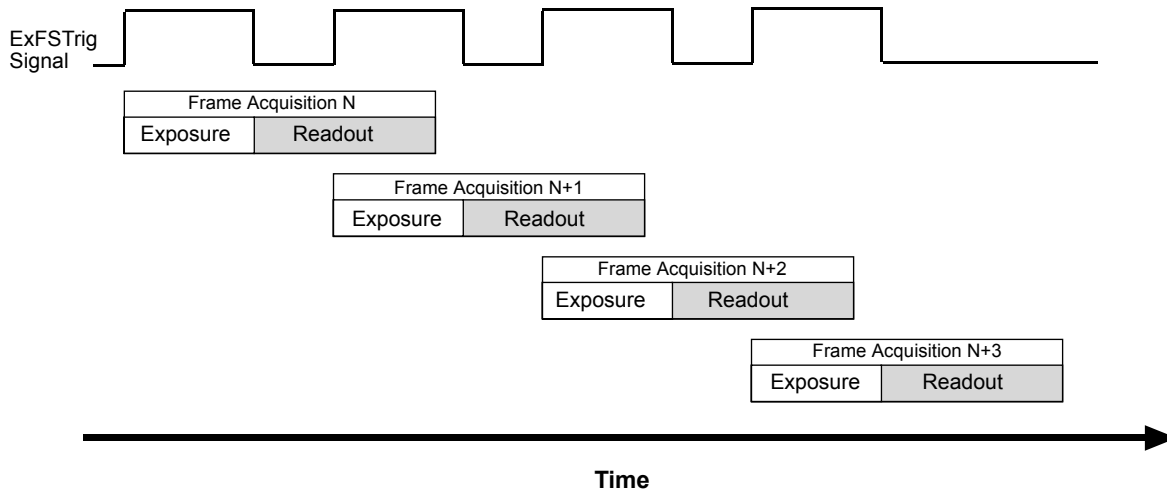 ExFSTrig
Signal
Frame Acquisition N
Exposure Readout
Frame Acquisition N+1
Exposure Readout
Frame Acquisition N+2
Exposure Readout
Frame Acquisition N+3
Exposure Readout
Time